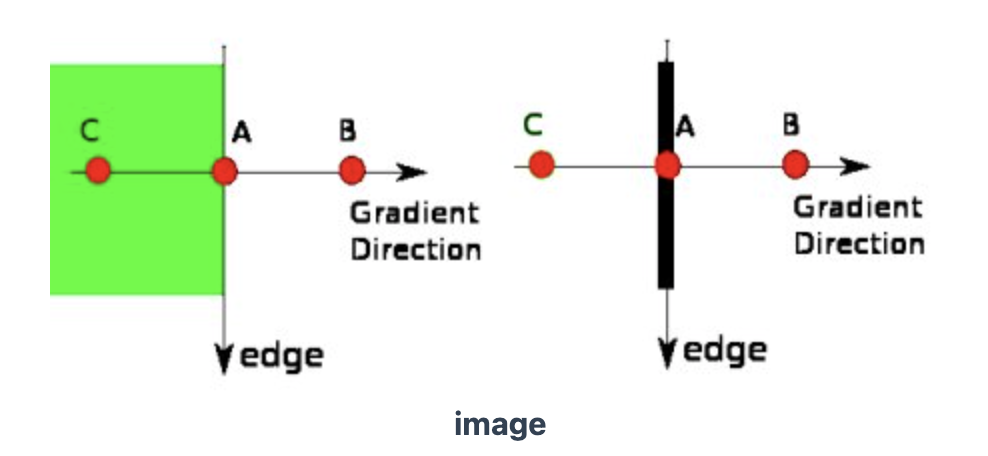 C A B
Gradient
Direction
edge
C A B
Gradient
Direction
edge
image